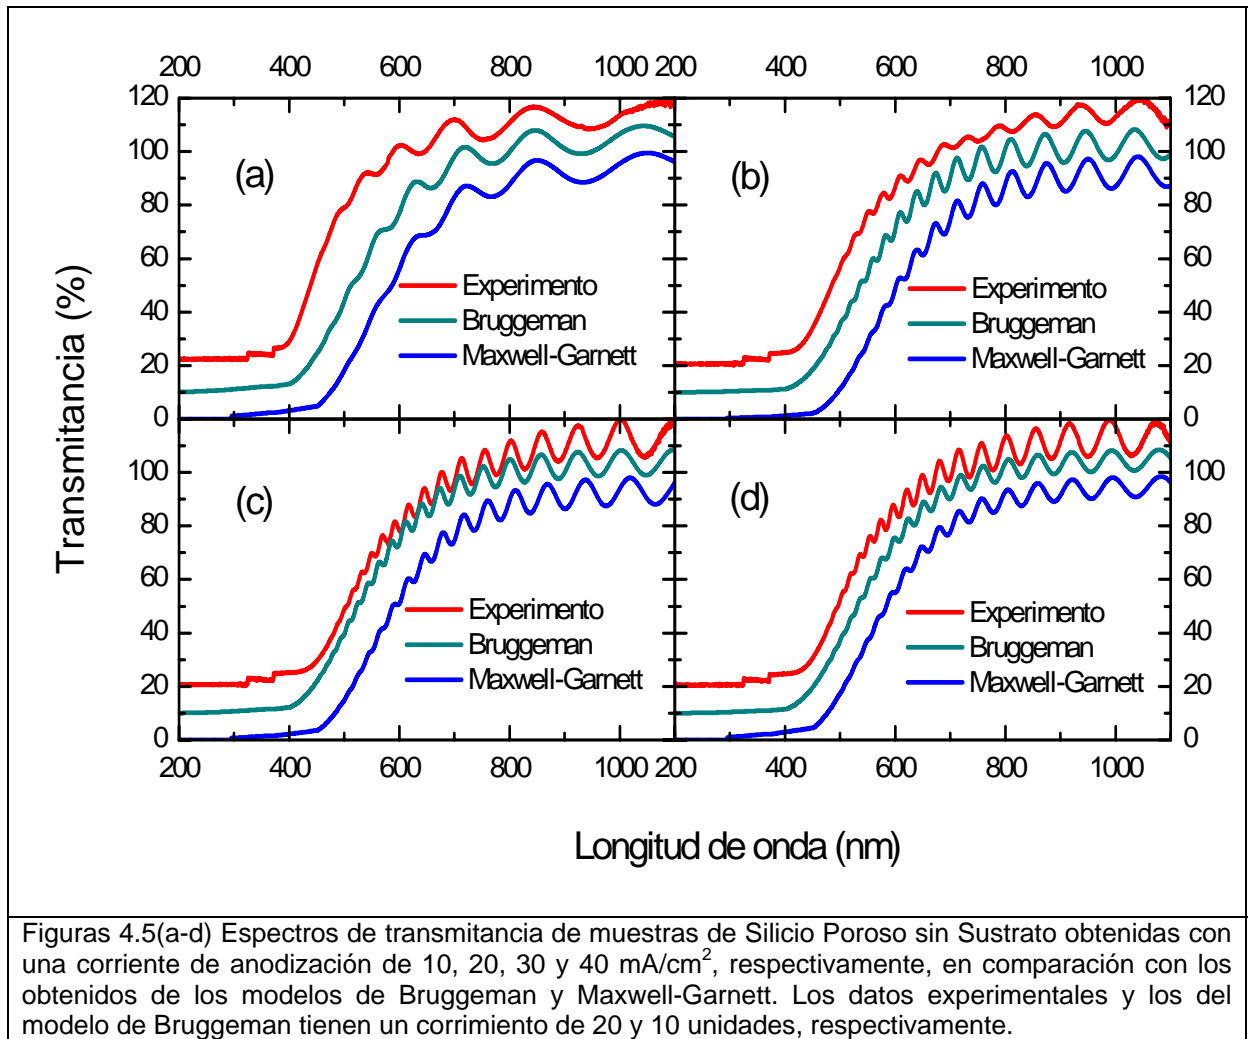 200 400 600 800 1000 200 400 600 800 1000
120 120
100 100
80 80
60 60
40 40
20 20
0 0
(a) (b)
Experimento Experimento
Bruggeman Bruggeman
Maxwell-Garnett Maxwell-Garnett
Transmitancia (%)
100 100
80 80
60 60
40 40
20 20
0 0
(c) (d)
Experimento Experimento
Bruggeman Bruggeman
Maxwell-Garnett Maxwell-Garnett
200 400 600 800 1000 200 400 600 800 1000
Longitud de onda (nm)
Figuras 4.5(a-d) Espectros de transmitancia de muestras de Silicio Poroso sin Sustrato obtenidas con
una corriente de anodización de 10, 20, 30 y 40 mA/cm², respectivamente, en comparación con los
obtenidos de los modelos de Bruggeman y Maxwell-Garnett. Los datos experimentales y los del
modelo de Bruggeman tienen un corrimiento de 20 y 10 unidades, respectivamente.